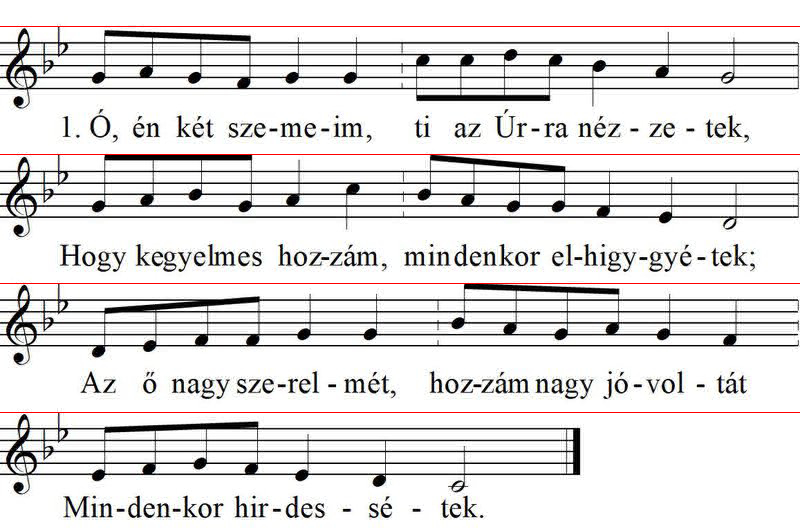 1. Ó, én két sze-me-im, ti az Úr-ra néz - ze - tek,
Hogy kegyelmes hoz-zám, mindenkor el-higy-gyé - tek;
Az ő nagy sze-rel - mét, hoz-zám nagy jó-vol - tát
Min-den-kor hir-des - sé - tek.